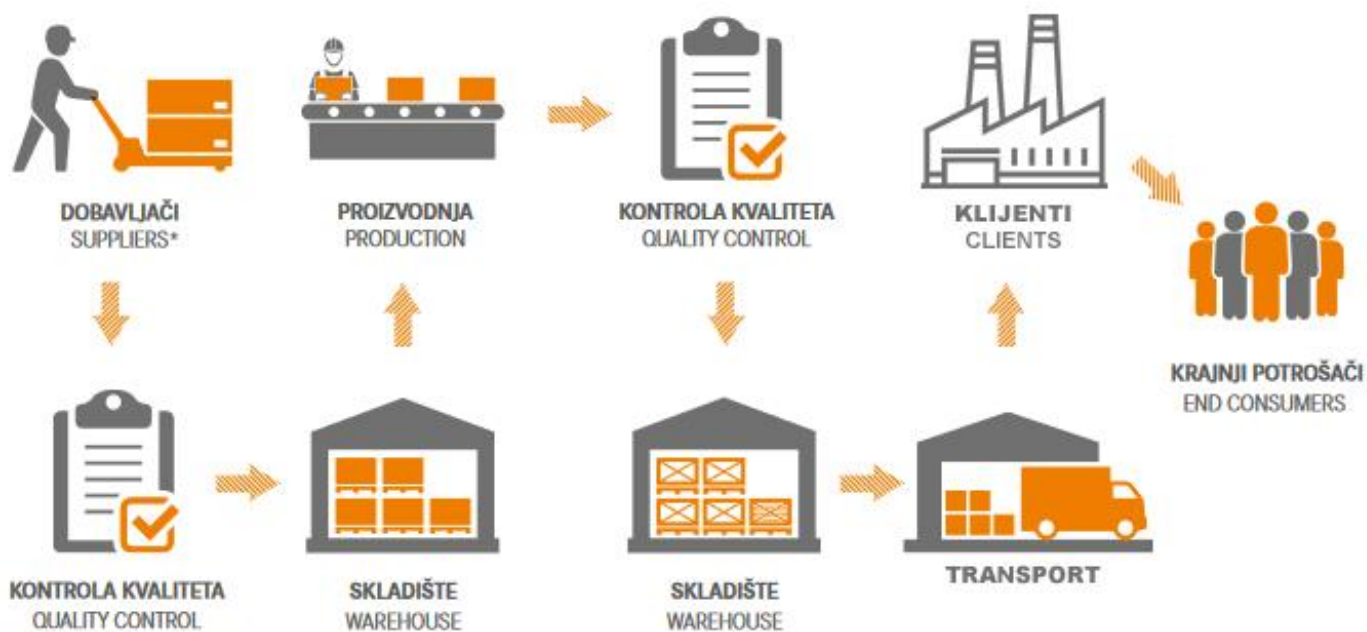 DOBAVLJAČI
SUPPLIERS*
PROIZVODNJA
PRODUCTION
KONTROLA KVALITETA
QUALITY CONTROL
KLIJENTI
CLIENTS
KRAJNJI POTROŠAČI
END CONSUMERS
KONTROLA KVALITETA
QUALITY CONTROL
SKLADIŠTE
WAREHOUSE
SKLADIŠTE
WAREHOUSE
TRANSPORT